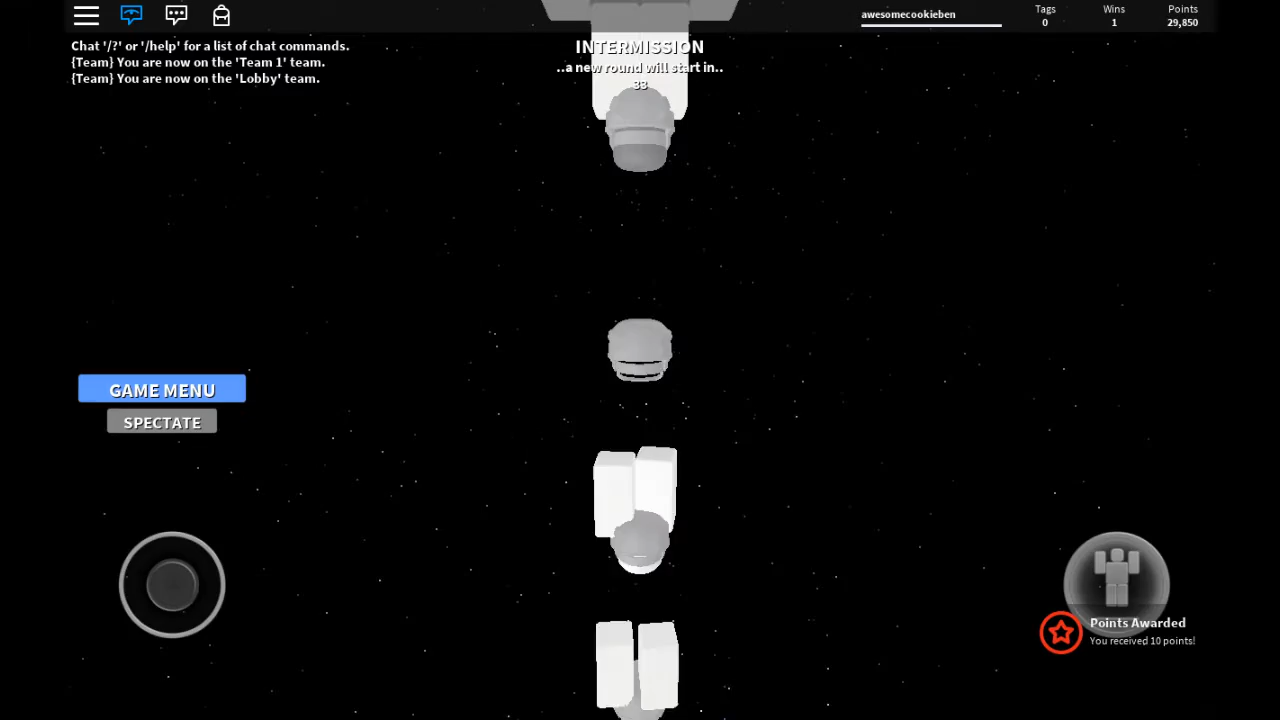 awesomecookieben
Tags
0
Wins
1
Points
29,850
Chat '/?' or '/help' for a list of chat commands.
{Team} You are now on the 'Team 1' team.
{Team} You are now on the 'Lobby' team.
INTERMISSION
..a new round will start in..
33
GAME MENU
SPECTATE
Points Awarded
You received 10 points!